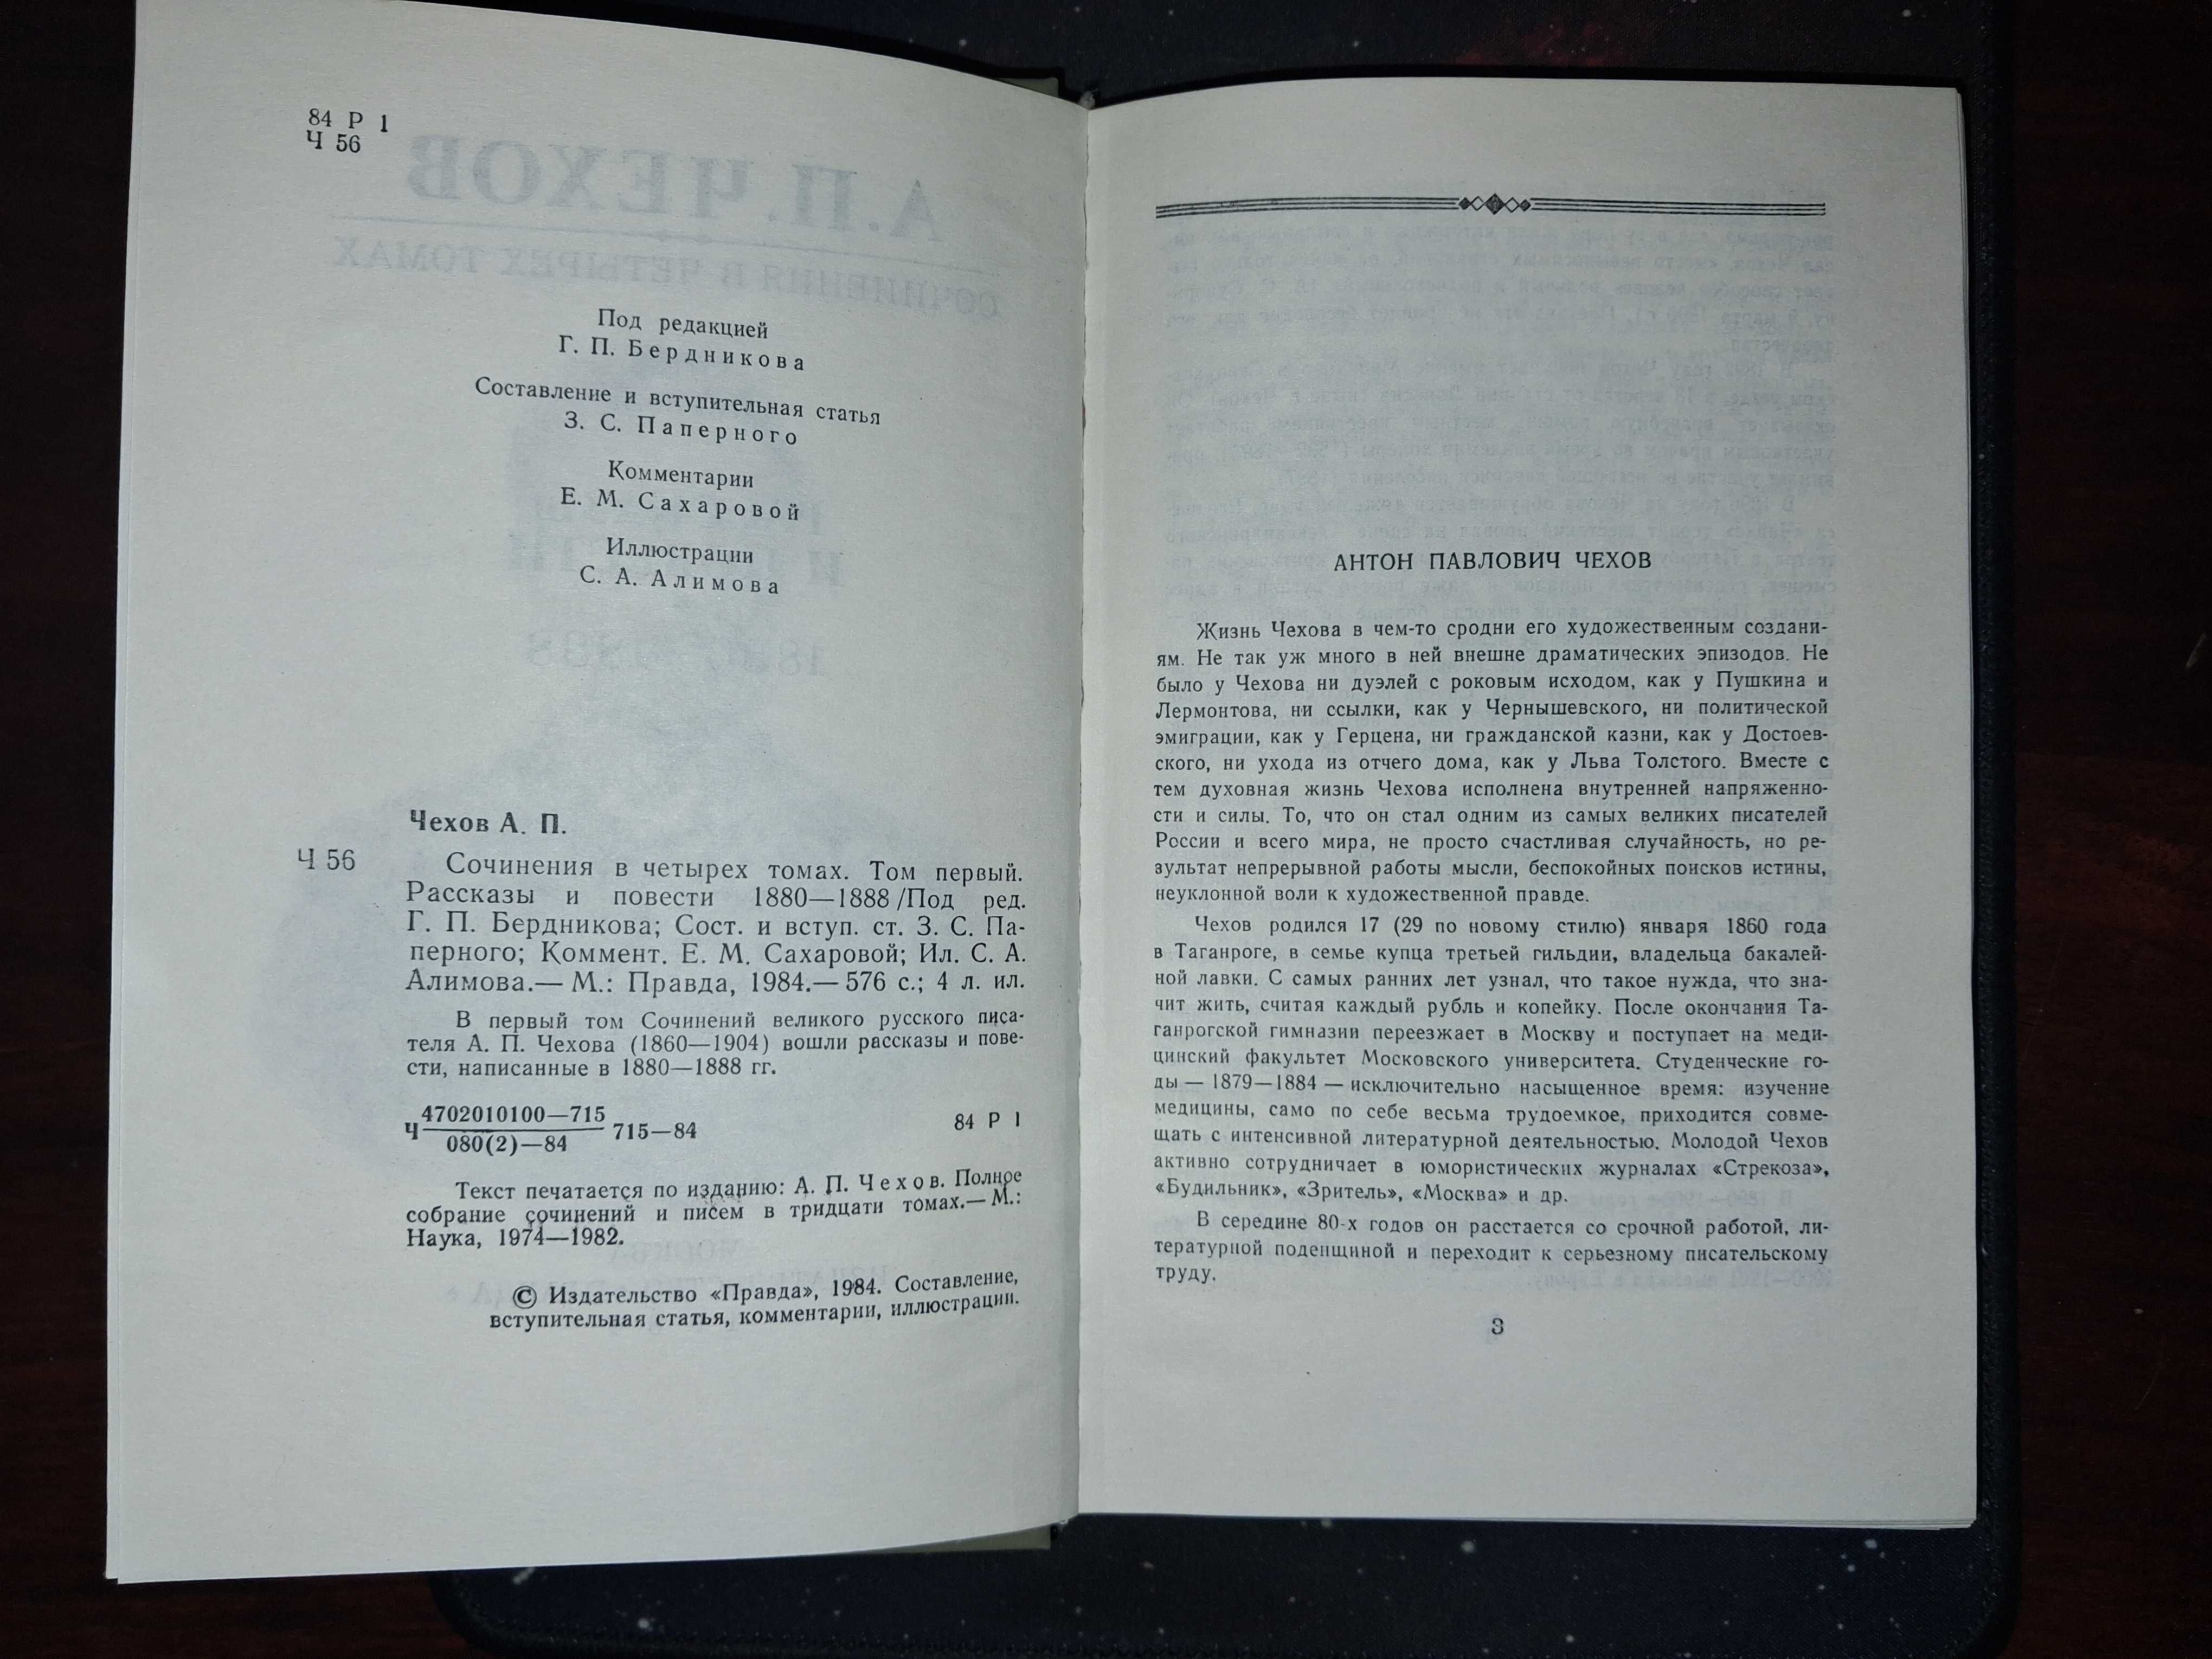 84 Р 1
Ч 56
Под редакцией
Г. П. Бердникова
Составление и вступительная статья
З. С. Паперного
Комментарии
Е. М. Сахаровой
Иллюстрации
С. А. Алимова
Чехов А. П.
Ч 56
Сочинения в четырех томах. Том первый.
Рассказы и повести 1880—1888/Под ред.
Г. П. Бердникова; Сост. и вступ. ст. З. С. Па-
перного; Коммент. Е. М. Сахаровой; Ил. С. А.
Алимова.— М.: Правда, 1984.— 576 с.; 4 л. ил.
В первый том Сочинений великого русского писа-
теля А. П. Чехова (1860—1904) вошли рассказы и пове-
сти, написанные в 1880—1888 гг.
Ч 4702010100—715
080(2)—84
715—84
84 Р 1
Текст печатается по изданию: А. П. Чехов. Полное
собрание сочинений и писем в тридцати томах.— М.:
Наука, 1974—1982.
© Издательство «Правда», 1984. Составление,
вступительная статья, комментарии, иллюстрации.
АНТОН ПАВЛОВИЧ ЧЕХОВ
Жизнь Чехова в чем-то сродни его художественным создани-
ям. Не так уж много в ней внешне драматических эпизодов. Не
было у Чехова ни дуэлей с роковым исходом, как у Пушкина и
Лермонтова, ни ссылки, как у Чернышевского, ни политической
эмиграции, как у Герцена, ни гражданской казни, как у Достоев-
ского, ни ухода из отчего дома, как у Льва Толстого. Вместе с
тем духовная жизнь Чехова исполнена внутренней напряженно-
сти и силы. То, что он стал одним из самых великих писателей
России и всего мира, не просто счастливая случайность, но ре-
зультат непрерывной работы мысли, беспокойных поисков истины,
неуклонной воли к художественной правде.
Чехов родился 17 (29 по новому стилю) января 1860 года
в Таганроге, в семье купца третьей гильдии, владельца бакалей-
ной лавки. С самых ранних лет узнал, что такое нужда, что зна-
чит жить, считая каждый рубль и копейку. После окончания Та-
ганрогской гимназии переезжает в Москву и поступает на меди-
цинский факультет Московского университета. Студенческие го-
ды — 1879—1884 — исключительно насыщенное время: изучение
медицины, само по себе весьма трудоемкое, приходится совме-
щать с интенсивной литературной деятельностью. Молодой Чехов
активно сотрудничает в юмористических журналах «Стрекоза»,
«Будильник», «Зритель», «Москва» и др.
В середине 80-х годов он расстается со срочной работой, ли-
тературной поденщиной и переходит к серьезному писательскому
труду.
3